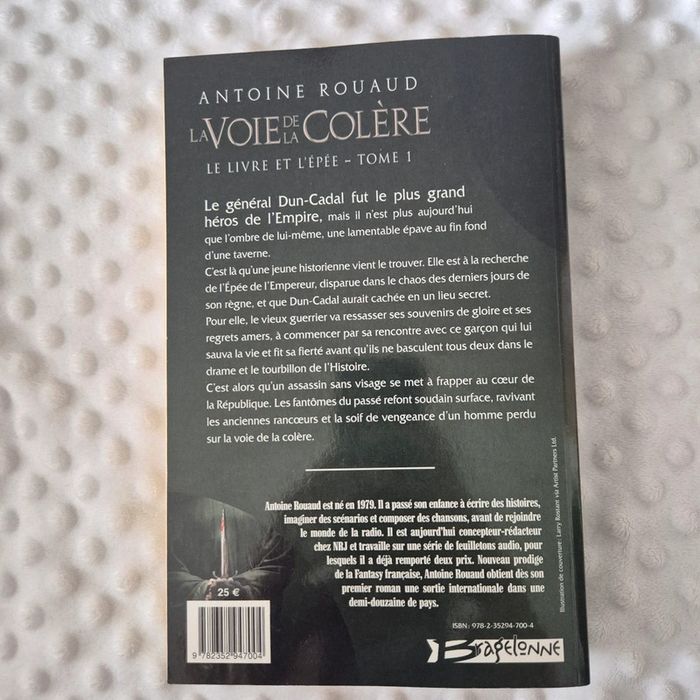 ANTOINE ROUAUD
LA VOIE DE LA COLÈRE
LE LIVRE ET L'ÉPÉE – TOME 1
Le général Dun-Cadal fut le plus grand
héros de l'Empire, mais il n'est plus aujourd'hui
que l'ombre de lui-même, une lamentable épave au fin fond
d'une taverne.
C'est là qu'une jeune historienne vient le trouver. Elle est à la recherche
de l'Épée de l'Empereur, disparue dans le chaos des derniers jours de
son règne, et que Dun-Cadal aurait cachée en un lieu secret.
Pour elle, le vieux guerrier va ressasser ses souvenirs de gloire et ses
regrets amers, à commencer par sa rencontre avec ce garçon qui lui
sauva la vie et fit sa fierté avant qu'ils ne basculent tous deux dans le
drame et le tourbillon de l'Histoire.
C'est alors qu'un assassin sans visage se met à frapper au cœur de
la République. Les fantômes du passé refont soudain surface, ravivant
les anciennes rancœurs et la soif de vengeance d'un homme perdu
sur la voie de la colère.
Antoine Rouaud est né en 1979. Il a passé son enfance à écrire des histoires,
imaginer des scénarios et composer des chansons, avant de rejoindre
le monde de la radio. Il est aujourd'hui concepteur-rédacteur
chez NRJ et travaille sur une série de feuilletons audio, pour
lesquels il a déjà remporté deux prix. Nouveau prodige
de la Fantasy française, Antoine Rouaud obtient dès son
premier roman une sortie internationale dans une
demi-douzaine de pays.
Illustration de couverture : Larry Rostant via Artist Partners Ltd.
25 €
ISBN : 978-2-35294-700-4
9 782352 947004
Bragelonne